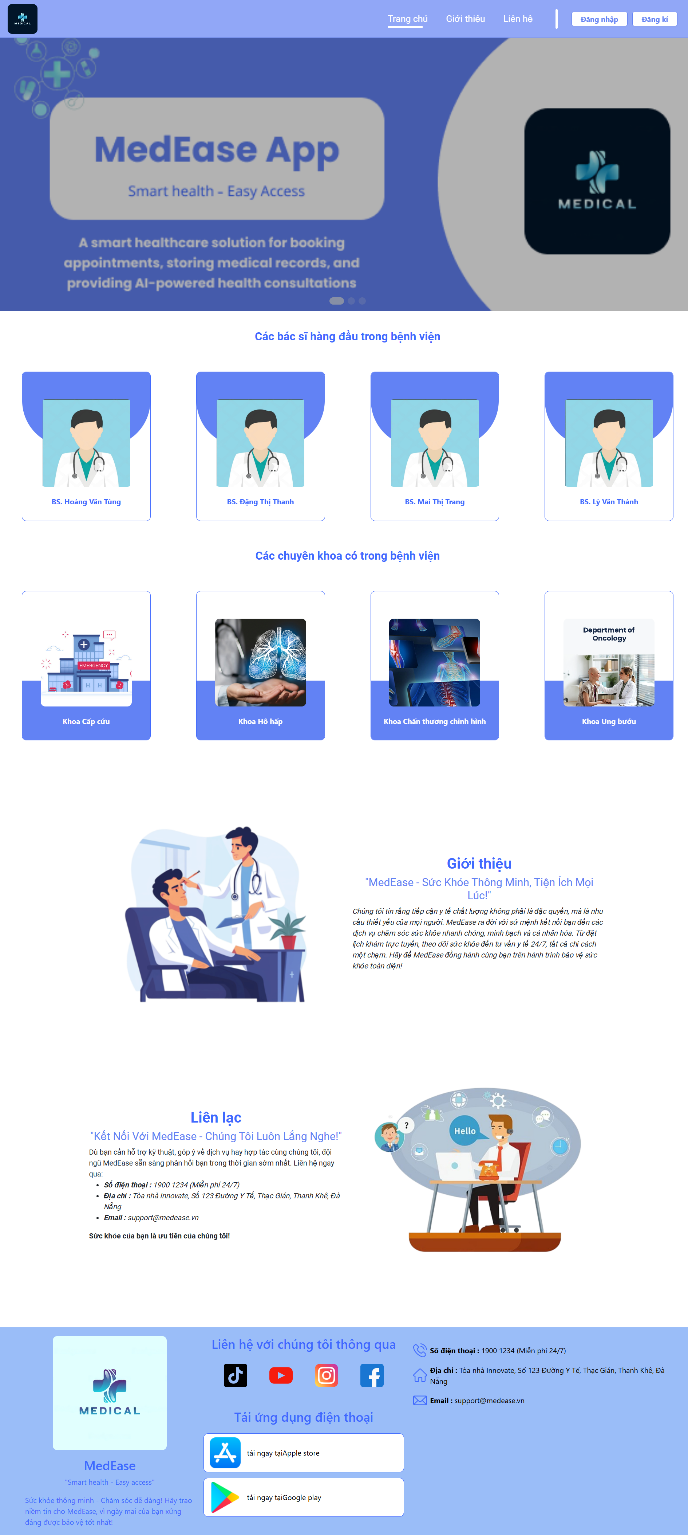 MEDICAL
Trang chủ
Giới thiệu
Liên hệ
Đăng nhập
Đăng kí
MedEase App
Smart health - Easy Access
A smart healthcare solution for booking
appointments, storing medical records, and
providing AI-powered health consultations
MEDICAL
Các bác sĩ hàng đầu trong bệnh viện
BS. Hoàng Văn Tùng
BS. Đặng Thị Thanh
BS. Mai Thị Trang
BS. Lý Văn Thành
Các chuyên khoa có trong bệnh viện
EMERGENCY
Department of
Oncology
Khoa Cấp cứu
Khoa Hô hấp
Khoa Chấn thương chỉnh hình
Khoa Ung bướu
Giới thiệu
"MedEase - Sức Khỏe Thông Minh, Tiện Ích Mọi
Lúc!"
Chúng tôi tin rằng tiếp cận y tế chất lượng không phải là đặc quyền, mà là nhu
cầu thiết yếu của mọi người. MedEase ra đời với sứ mệnh kết nối bạn đến các
dịch vụ chăm sóc sức khỏe nhanh chóng, minh bạch và cá nhân hóa. Từ đặt
lịch khám trực tuyến, theo dõi sức khỏe đến tư vấn y tế 24/7, tất cả chỉ cách
một chạm. Hãy để MedEase đồng hành cùng bạn trên hành trình bảo vệ sức
khỏe toàn diện!
Liên lạc
"Kết Nối Với MedEase - Chúng Tôi Luôn Lắng Nghe!"
Dù bạn cần hỗ trợ kỹ thuật, góp ý về dịch vụ hay hợp tác cùng chúng tôi, đội
ngũ MedEase sẵn sàng phản hồi bạn trong thời gian sớm nhất. Liên hệ ngay
qua:
• Số điện thoại : 1900 1234 (Miễn phí 24/7)
• Địa chỉ : Tòa nhà Innovate, Số 123 Đường Y Tế, Thạc Gián, Thanh Khê, Đà
Nẵng
• Email : support@medease.vn
Sức khỏe của bạn là ưu tiên của chúng tôi!
?
Hello
MEDICAL
MedEase
"Smart health - Easy access"
Sức khỏe thông minh - Chăm sóc dễ dàng! Hãy trao
niềm tin cho MedEase, vì ngày mai của bạn xứng
đáng được bảo vệ tốt nhất!
Liên hệ với chúng tôi thông qua
Tải ứng dụng điện thoại
tải ngay tạiApple store
tải ngay tạiGoogle play
Số điện thoại : 1900 1234 (Miễn phí 24/7)
Địa chỉ : Tòa nhà Innovate, Số 123 Đường Y Tế, Thạc Gián, Thanh Khê, Đà
Nẵng
Email : support@medease.vn